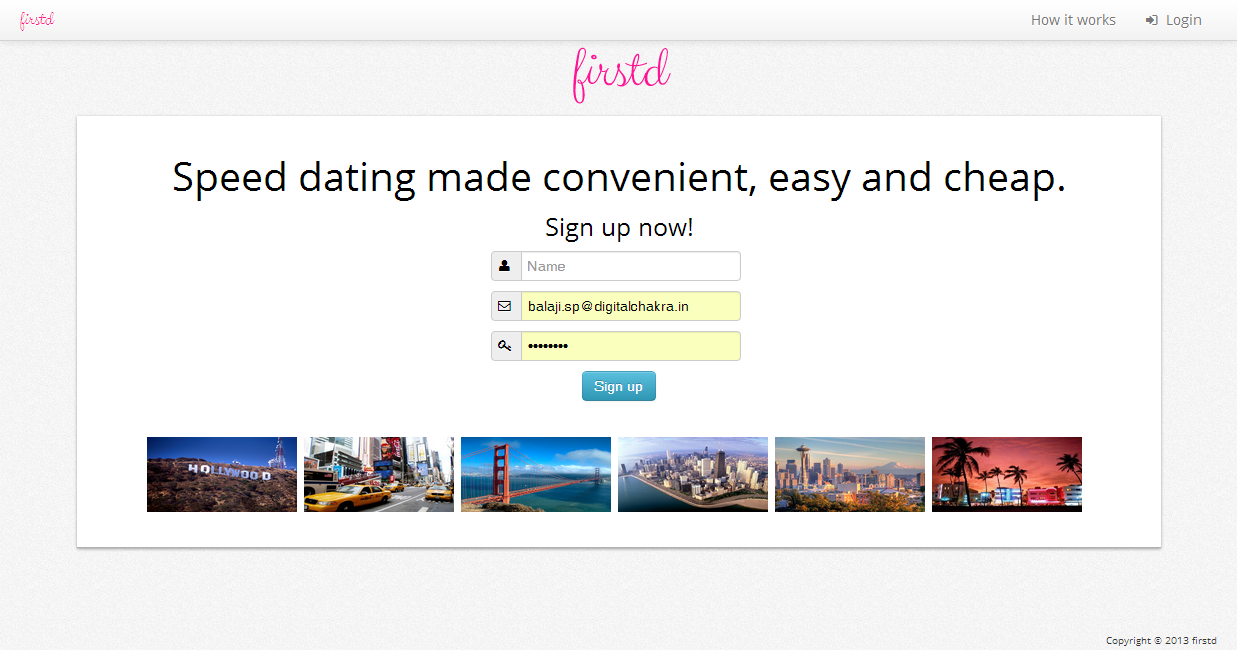 firstd
How it works
Login
firstd
Speed dating made convenient, easy and cheap.
Sign up now!
Name
balaji.sp@digitalchakra.in
••••••••
Sign up
HOLLYWOOD
Copyright © 2013 firstd